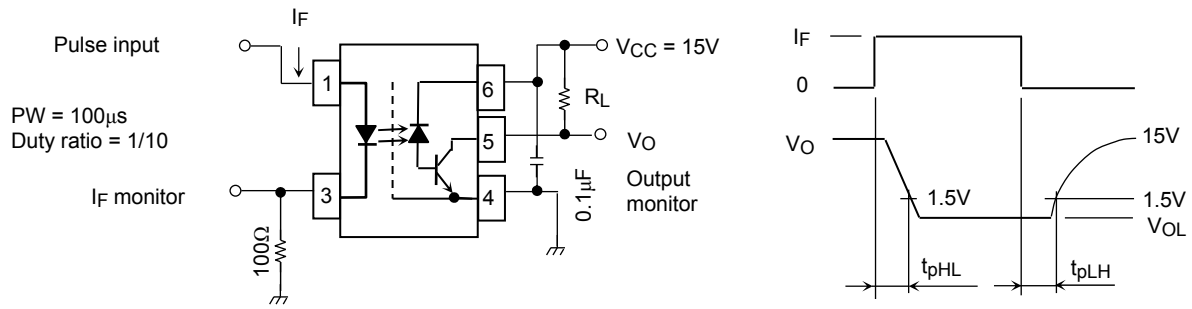 Pulse input
IF
PW = 100μs
Duty ratio = 1/10
IF monitor
100Ω
1
3
6
5
4
VCC = 15V
RL
VO
Output
monitor
0.1μF
IF
0
VO
15V
1.5V
1.5V
VOL
tpHL
tpLH